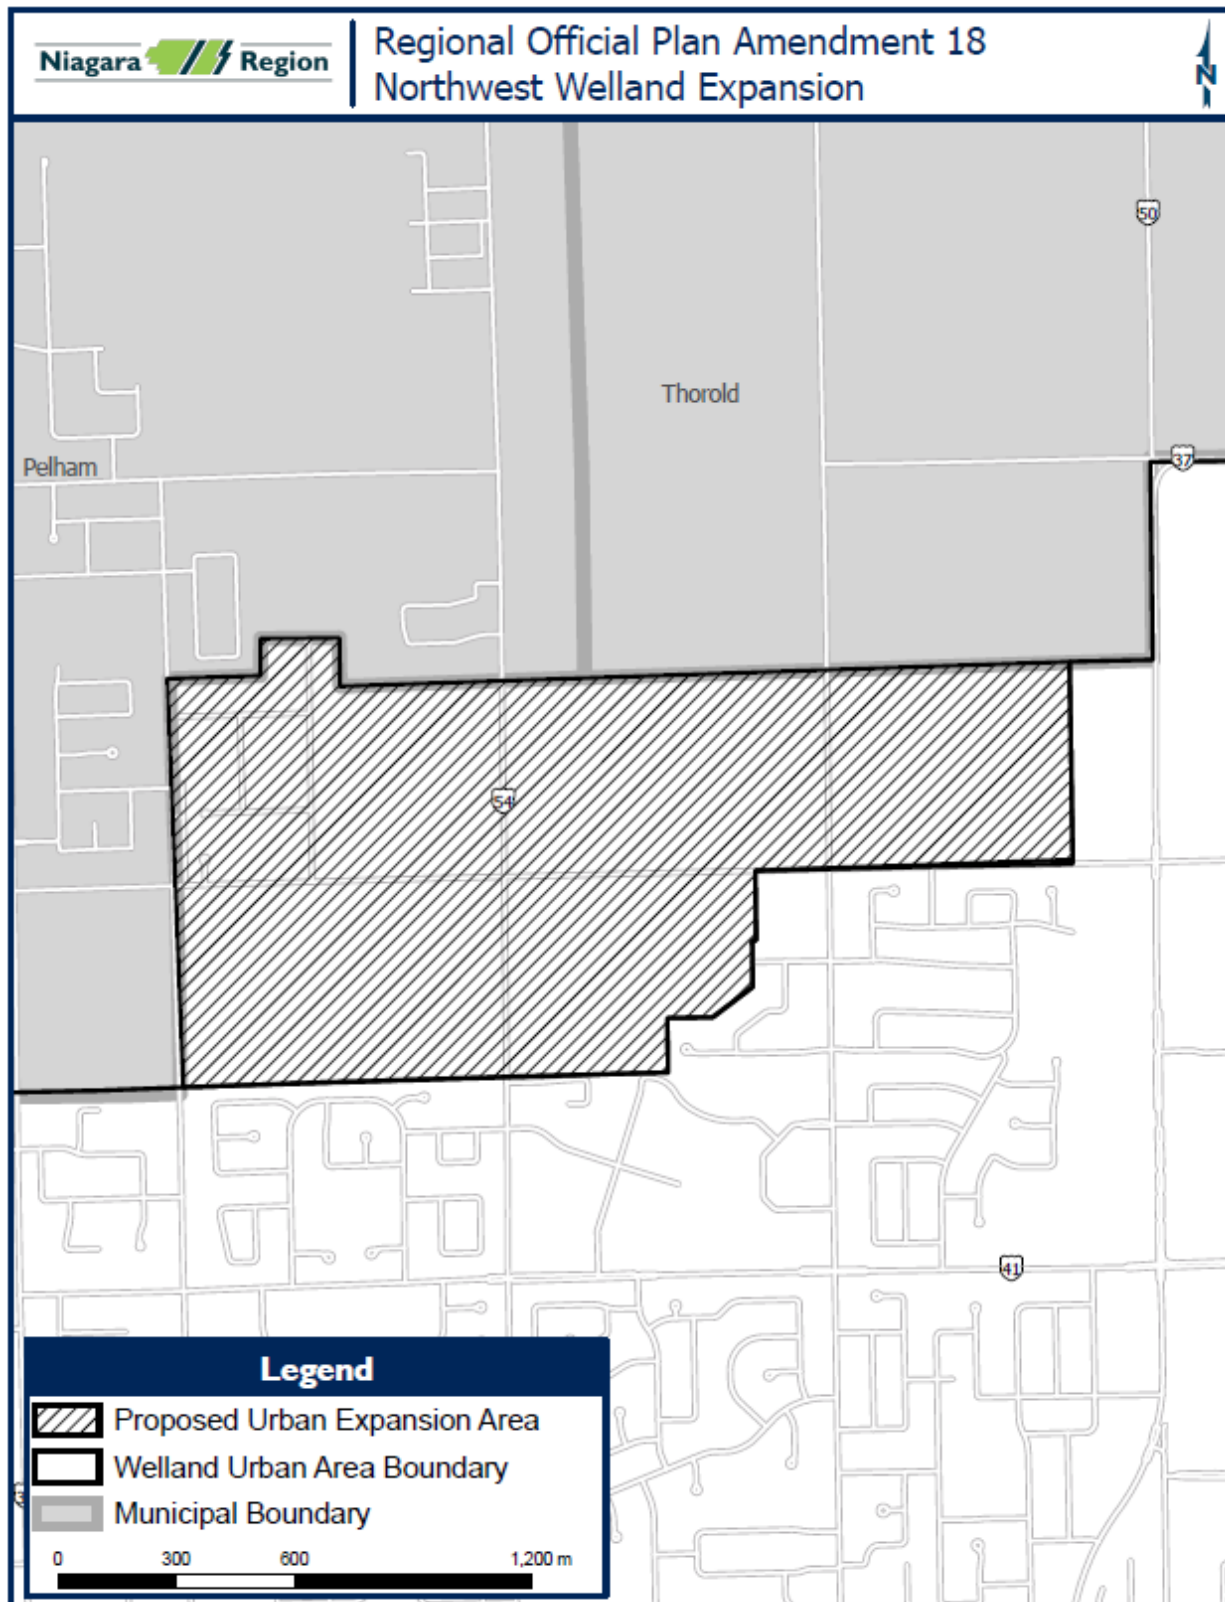 Niagara Region
Regional Official Plan Amendment 18
Northwest Welland Expansion
N
50
Thorold
37
Pelham
54
41
Legend
Proposed Urban Expansion Area
Welland Urban Area Boundary
Municipal Boundary
0 300 600 1,200 m